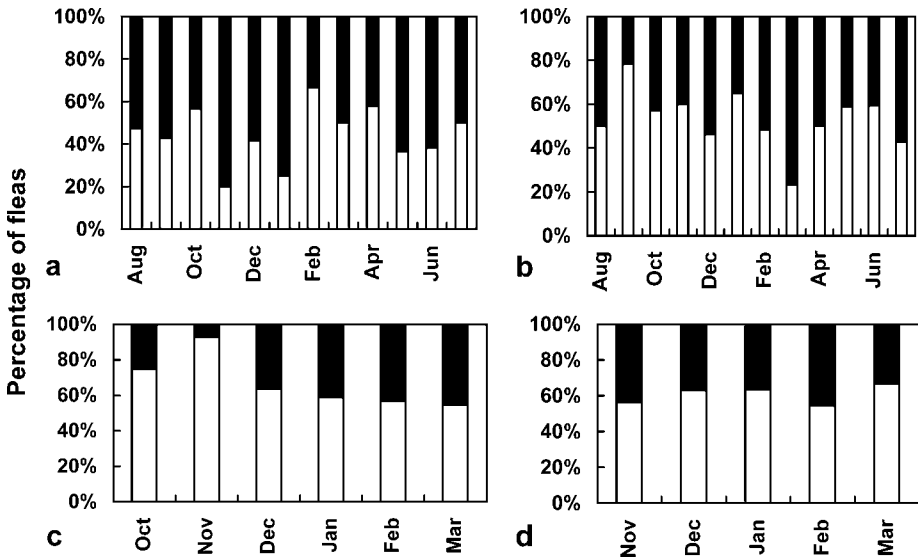 Percentage of fleas
100%
80%
60%
40%
20%
0%
Aug
Oct
Dec
Feb
Apr
Jun
a
100%
80%
60%
40%
20%
0%
Aug
Oct
Dec
Feb
Apr
Jun
b
100%
80%
60%
40%
20%
0%
Oct
Nov
Dec
Jan
Feb
Mar
c
100%
80%
60%
40%
20%
0%
Nov
Dec
Jan
Feb
Mar
d